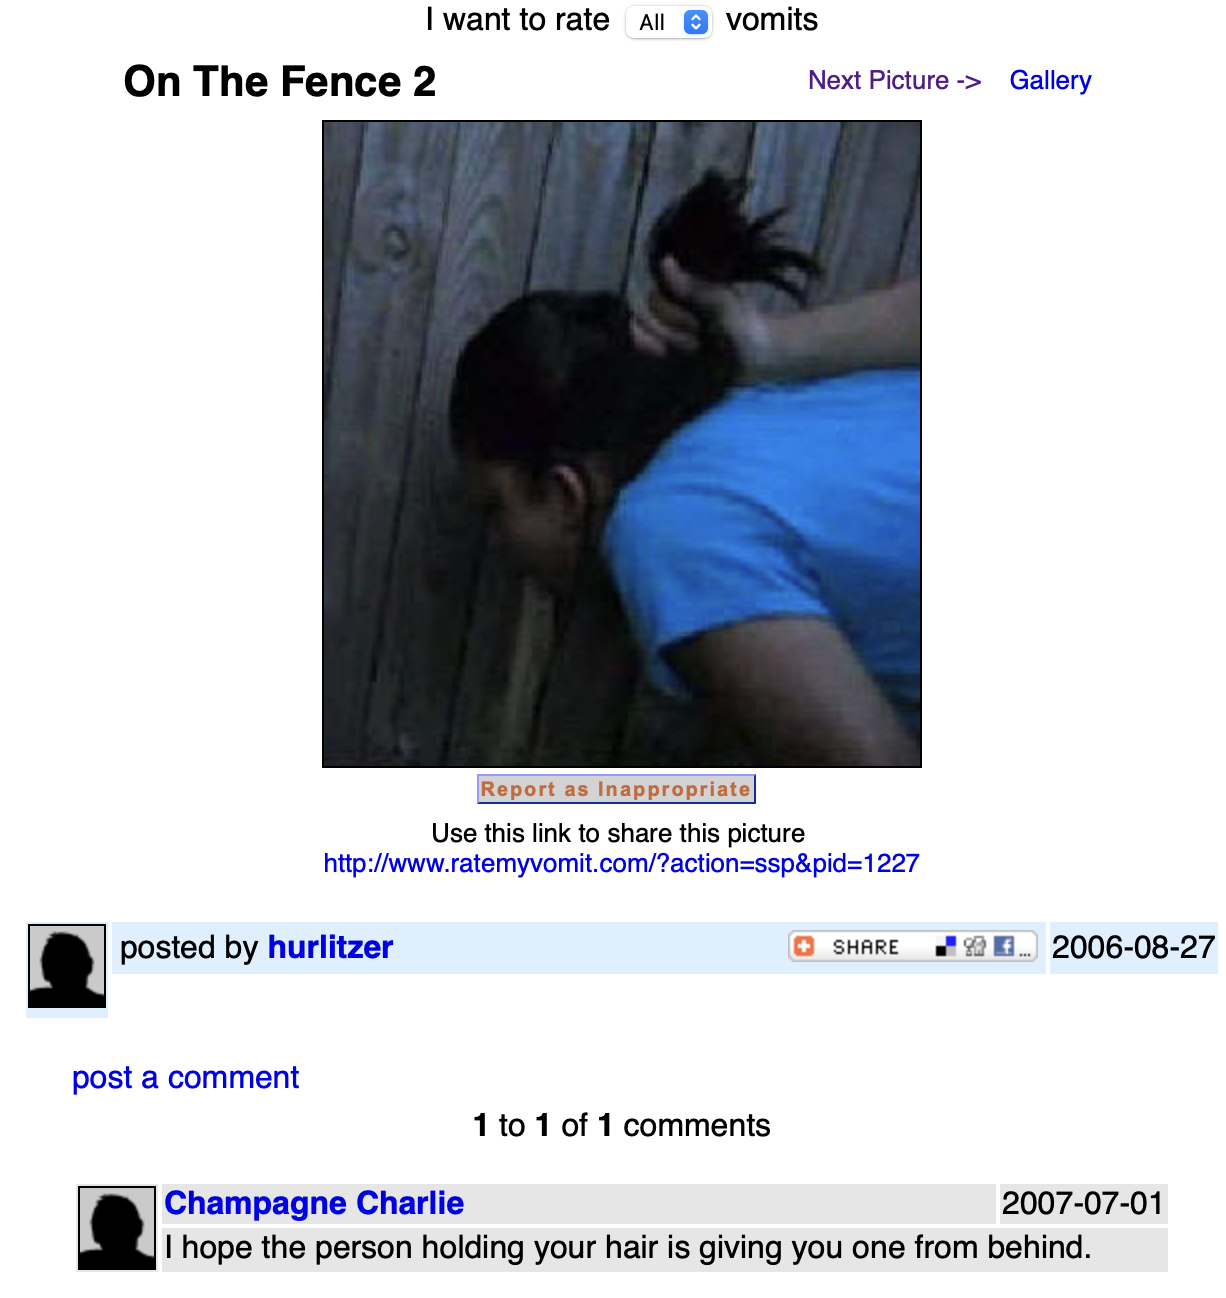 I want to rate All vomits
On The Fence 2
Next Picture -> Gallery
Report as Inappropriate
Use this link to share this picture
http://www.ratemyvomit.com/?action=ssp&pid=1227
posted by hurlitzer SHARE ... 2006-08-27
post a comment
1 to 1 of 1 comments
Champagne Charlie 2007-07-01
I hope the person holding your hair is giving you one from behind.